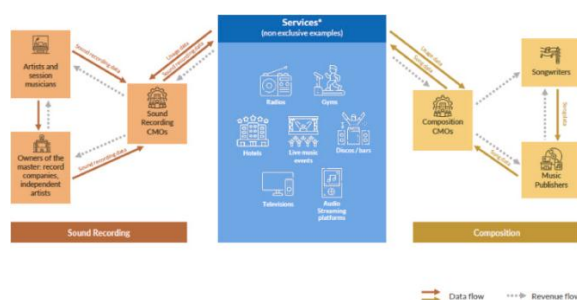 Services*
(non exclusive examples)
Artists and
session
musicians
Sound recording data
Usage data
Sound recording data
Sound
Recording
CMOs
Owners of the
master: record
companies,
independent
artists
Sound recording data
Radios
Gyms
Hotels
Live music
events
Discos / bars
Televisions
Audio
Streaming
platforms
Usage data
Song data
Composition
CMOs
Songwriters
Song data
Music
Publishers
Song data
Sound Recording
Composition
Data flow
Revenue flow